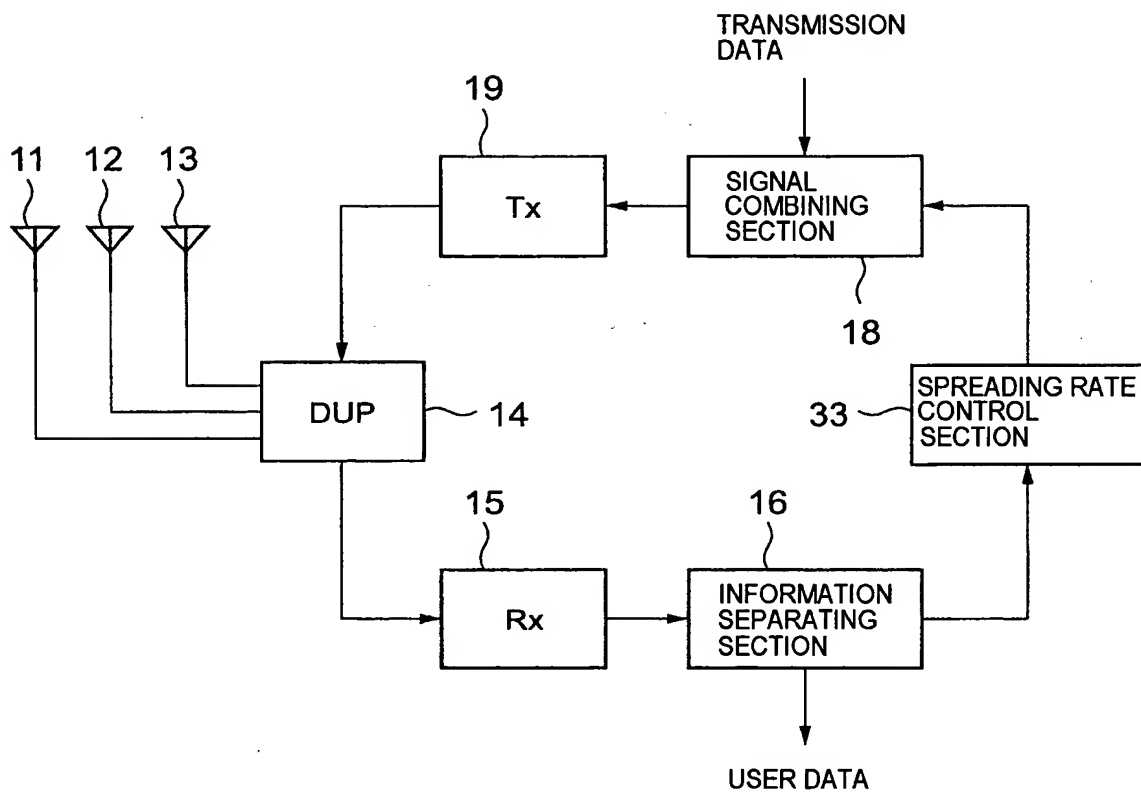 TRANSMISSION
DATA
19
11
12
13
Tx
SIGNAL
COMBINING
SECTION
18
DUP
14
SPREADING RATE
CONTROL
SECTION
33
15
16
Rx
INFORMATION
SEPARATING
SECTION
USER DATA